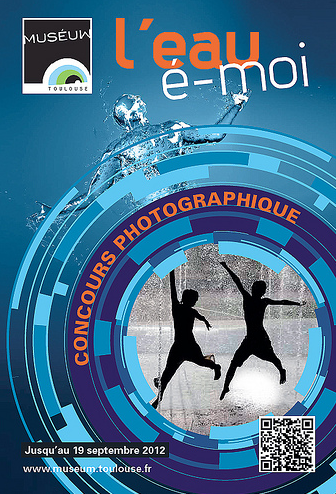 MUSÉUM
TOULOUSE
l'eau
é-moi
CONCOURS PHOTOGRAPHIQUE
Jusqu'au 19 septembre 2012
www.museum.toulouse.fr